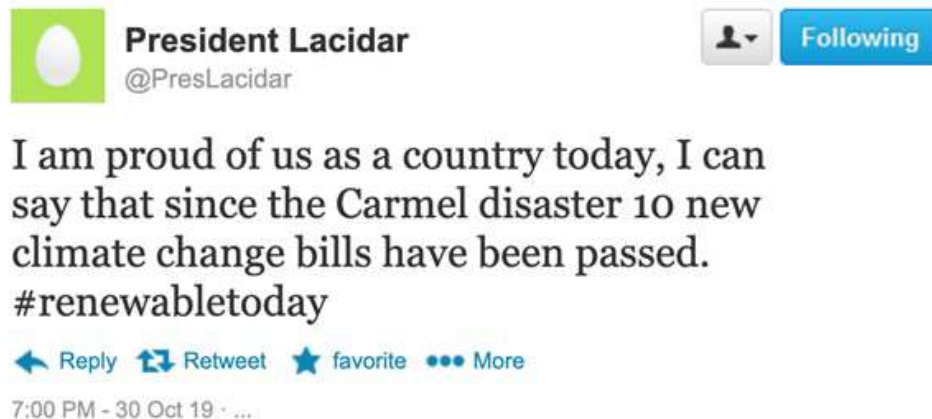 President Lacidar
Following
@PresLacidar
I am proud of us as a country today, I can
say that since the Carmel disaster 10 new
climate change bills have been passed.
#renewabletoday
Reply Retweet favorite More
7:00 PM - 30 Oct 19 · ...